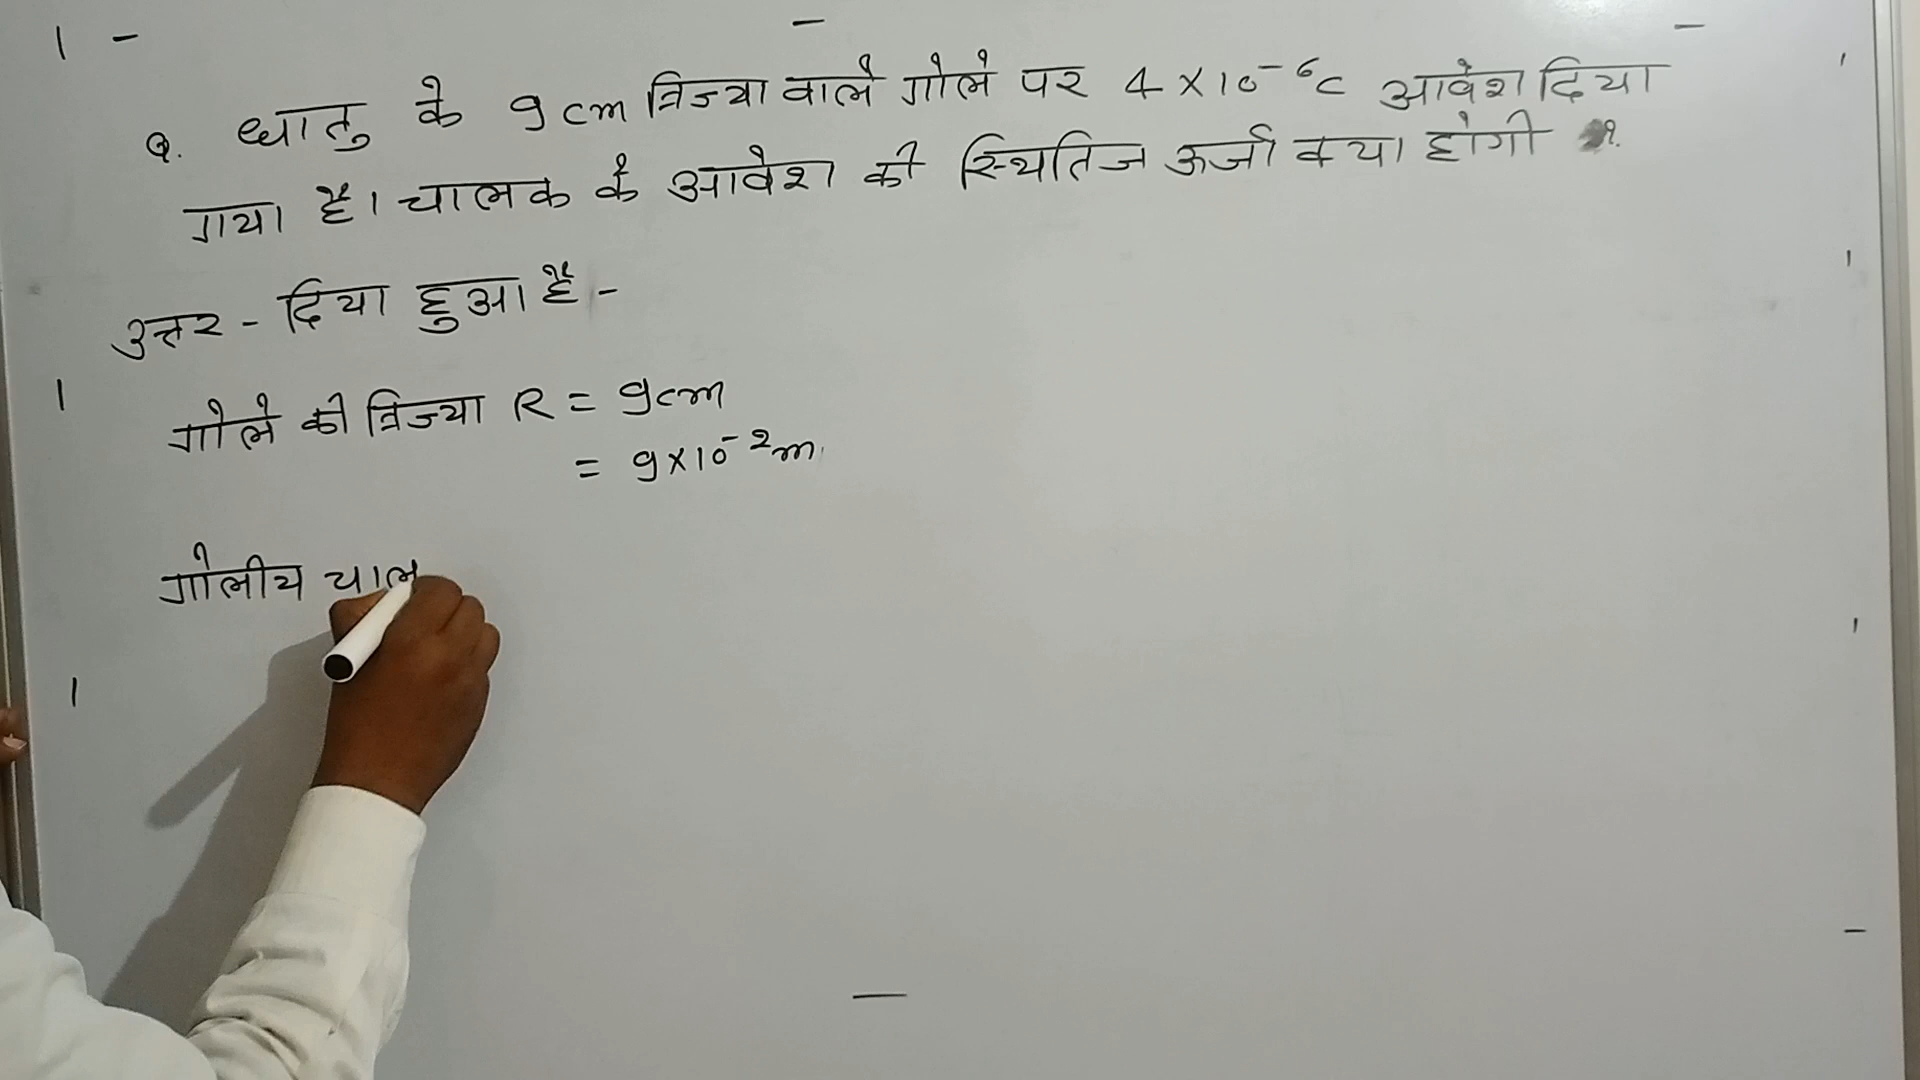 Q. धातु के 9 cm त्रिज्या वाले गोले पर 4 × 10⁻⁶C आवेश दिया
गया है। चालक के आवेश की स्थितिज ऊर्जा क्या होगी ?
उत्तर - दिया हुआ है -
गोले की त्रिज्या R = 9cm
= 9×10⁻²m.
गोलीय चाल